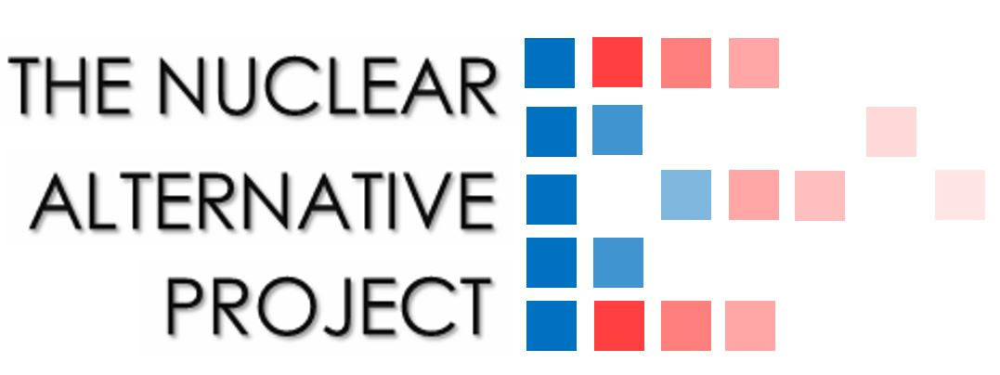 THE NUCLEAR
ALTERNATIVE
PROJECT